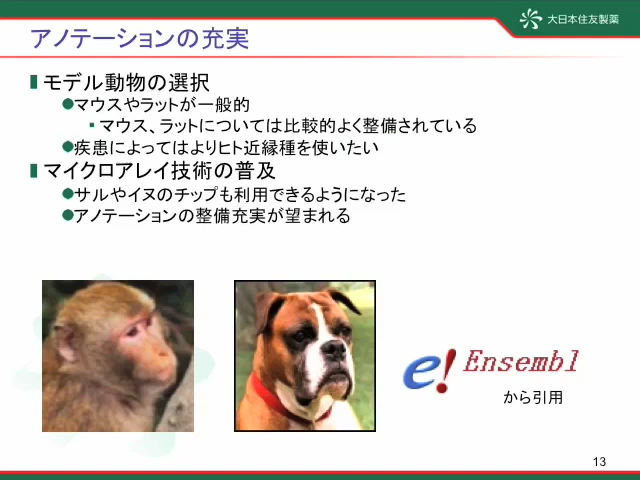 大日本住友製薬
アノテーションの充実
モデル動物の選択
マウスやラットが一般的
マウス、ラットについては比較的よく整備されている
疾患によってはよりヒト近縁種を使いたい
マイクロアレイ技術の普及
サルやイヌのチップも利用できるようになった
アノテーションの整備充実が望まれる
e! Ensembl
から引用
13